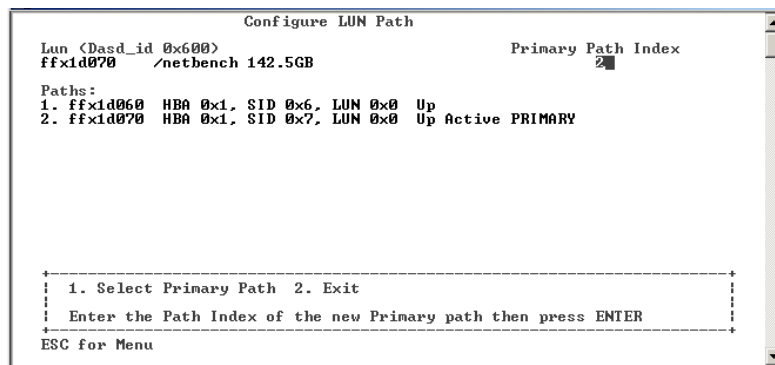 Configure LUN Path
Lun (Dasd_id 0x600) Primary Path Index
ffx1d070 /netbench 142.5GB 2
Paths:
1. ffx1d060 HBA 0x1, SID 0x6, LUN 0x0 Up
2. ffx1d070 HBA 0x1, SID 0x7, LUN 0x0 Up Active PRIMARY
1. Select Primary Path 2. Exit
Enter the Path Index of the new Primary path then press ENTER
ESC for Menu